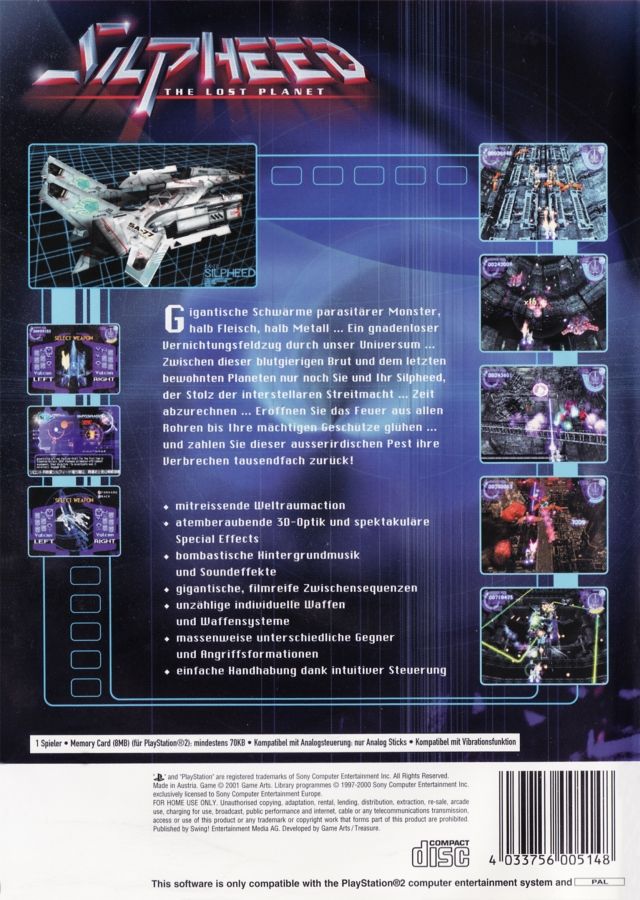 SILPHEED
THE LOST PLANET
SA-77
SILPHEED
SELECT WEAPON
Vulcan
Vulcan
LEFT
RIGHT
SELECT WEAPON
Vulcan
Vulcan
LEFT
RIGHT
x16
Gigantische Schwärme parasitärer Monster,
halb Fleisch, halb Metall ... Ein gnadenloser
Vernichtungsfeldzug durch unser Universum ...
Zwischen dieser blutgierigen Brut und dem letzten
bewohnten Planeten nur noch Sie und Ihr Silpheed,
der Stolz der interstellaren Streitmacht ... Zeit
abzurechnen ... Eröffnen Sie das Feuer aus allen
Rohren bis Ihre mächtigen Geschütze glühen ...
und zahlen Sie dieser ausserirdischen Pest ihre
Verbrechen tausendfach zurück!
◆ mitreissende Weltraumaction
◆ atemberaubende 3D-Optik und spektakuläre
Special Effects
◆ bombastische Hintergrundmusik
und Soundeffekte
◆ gigantische, filmreife Zwischensequenzen
◆ unzählige individuelle Waffen
und Waffensysteme
◆ massenweise unterschiedliche Gegner
und Angriffsformationen
◆ einfache Handhabung dank intuitiver Steuerung
1 Spieler • Memory Card (8MB) (für PlayStation®2): mindestens 70KB • Kompatibel mit Analogsteuerung: nur Analog Sticks • Kompatibel mit Vibrationsfunktion
and "PlayStation" are registered trademarks of Sony Computer Entertainment Inc. All Rights Reserved.
Made in Austria. Game © 2001 Game Arts. Library programmes © 1997-2000 Sony Computer Entertainment Inc.
exclusively licensed to Sony Computer Entertainment Europe.
FOR HOME USE ONLY. Unauthorised copying, adaptation, rental, lending, distribution, extraction, re-sale, arcade
use, charging for use, broadcast, public performance and internet, cable or any telecommunications transmission,
access or use of this product or any trademark or copyright work that forms part of this product are prohibited.
Published by Swing! Entertainment Media AG. Developed by Game Arts / Treasure.
COMPACT
disc
4 033756 005148
This software is only compatible with the PlayStation®2 computer entertainment system and PAL